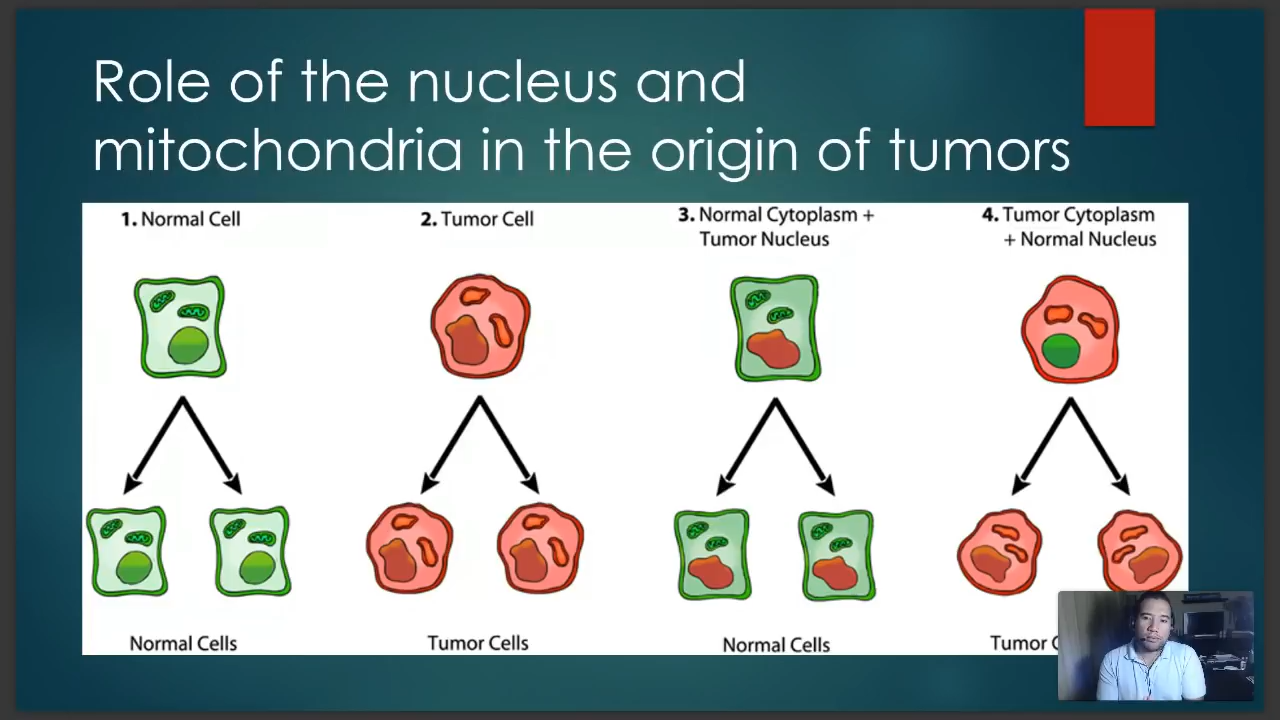 Role of the nucleus and
mitochondria in the origin of tumors
1. Normal Cell
2. Tumor Cell
3. Normal Cytoplasm +
Tumor Nucleus
4. Tumor Cytoplasm
+ Normal Nucleus
Normal Cells
Tumor Cells
Normal Cells
Tumor